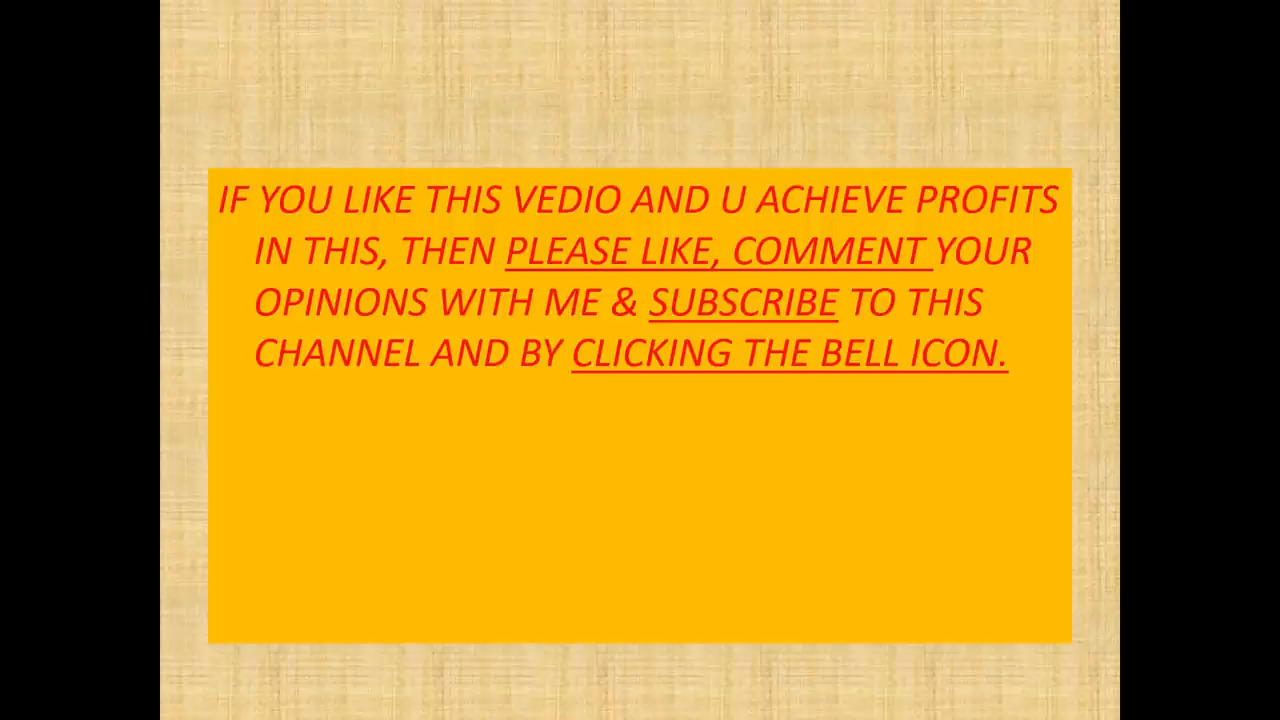 IF YOU LIKE THIS VEDIO AND U ACHIEVE PROFITS
IN THIS, THEN PLEASE LIKE, COMMENT YOUR
OPINIONS WITH ME & SUBSCRIBE TO THIS
CHANNEL AND BY CLICKING THE BELL ICON.